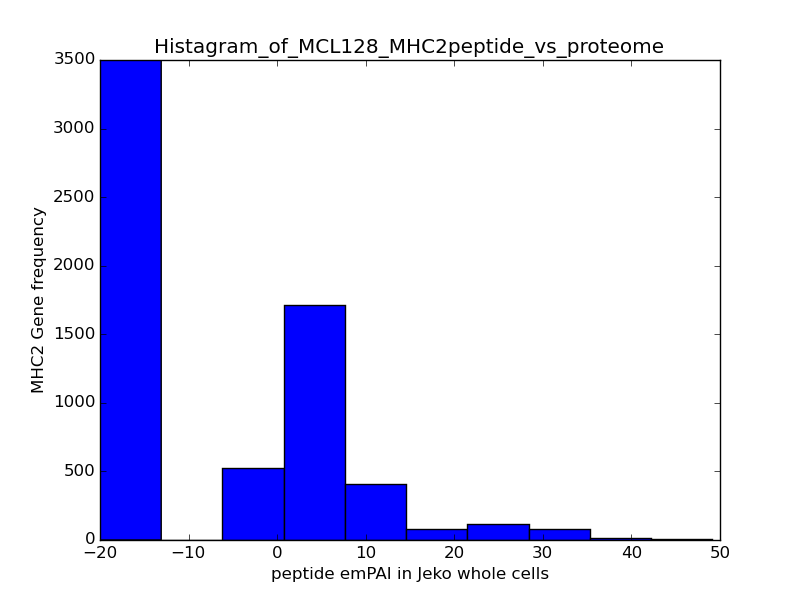 Histagram_of_MCL128_MHC2peptide_vs_proteome
3500
3000
2500
2000
1500
1000
500
0
MHC2 Gene frequency
−20 −10 0 10 20 30 40 50
peptide emPAI in Jeko whole cells